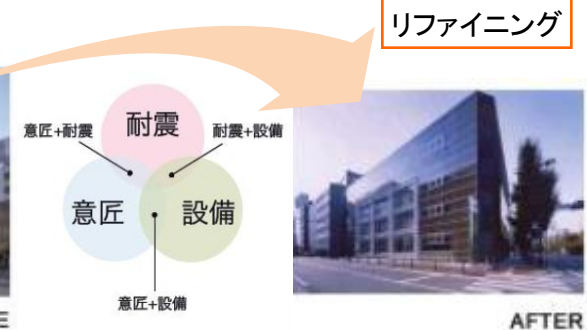 リファイニング
耐震
意匠+耐震
耐震+設備
意匠
設備
意匠+設備
E
AFTER